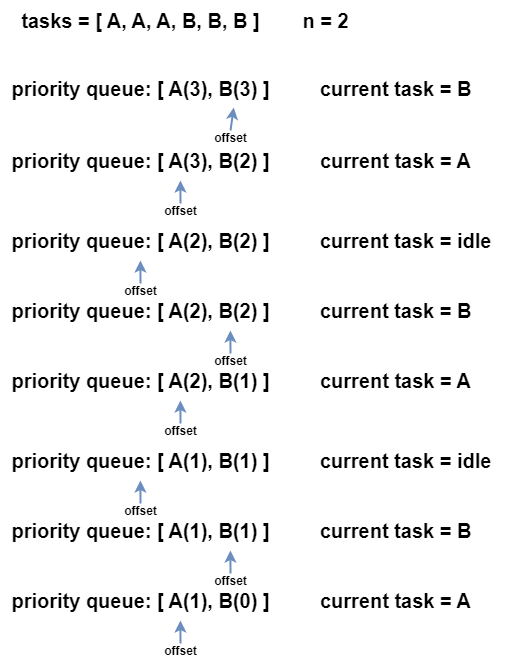 tasks = [ A, A, A, B, B, B ] n = 2
priority queue: [ A(3), B(3) ] current task = B
offset
priority queue: [ A(3), B(2) ] current task = A
offset
priority queue: [ A(2), B(2) ] current task = idle
offset
priority queue: [ A(2), B(2) ] current task = B
offset
priority queue: [ A(2), B(1) ] current task = A
offset
priority queue: [ A(1), B(1) ] current task = idle
offset
priority queue: [ A(1), B(1) ] current task = B
offset
priority queue: [ A(1), B(0) ] current task = A
offset